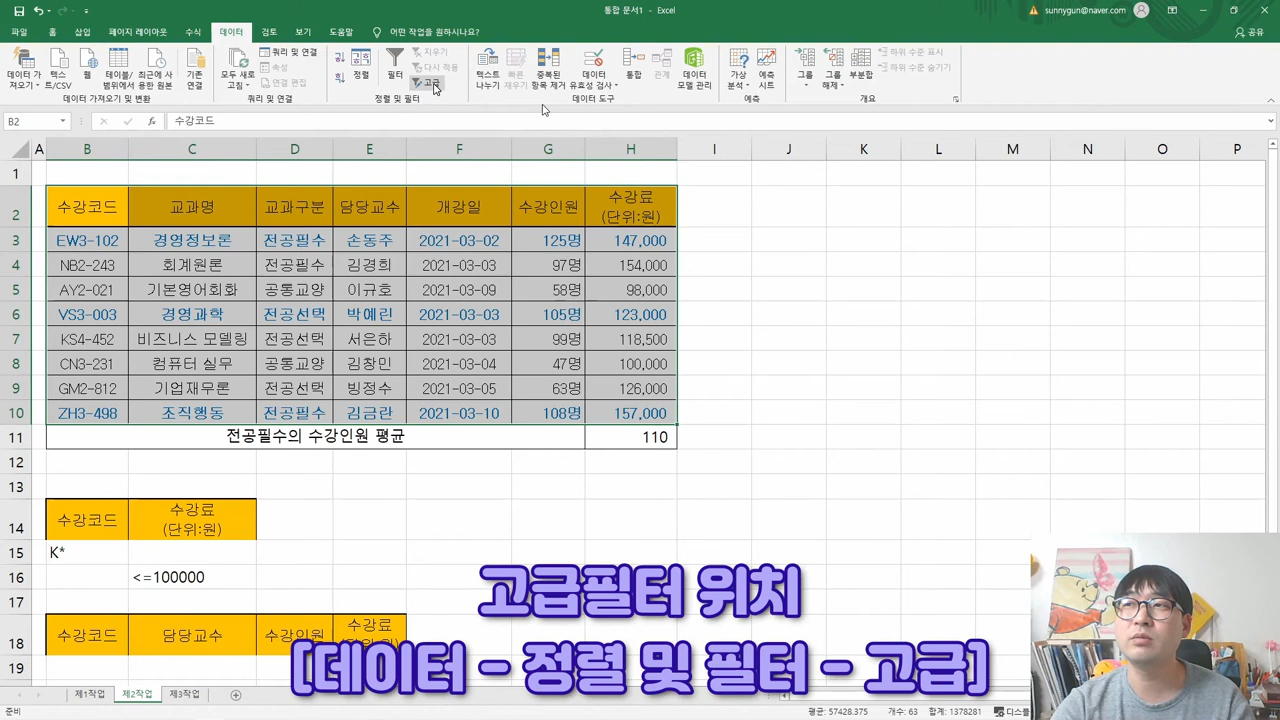 통합 문서1 - Excel
sunnygun@naver.com
파일 홈 삽입 페이지 레이아웃 수식 데이터 검토 보기 도움말 어떤 작업을 원하시나요?
공유
데이터 가져오기 텍스트/CSV 웹 테이블/범위에서 최근에 사용한 원본 기존 연결
데이터 가져오기 및 변환
모두 새로 고침 쿼리 및 연결 속성 연결 편집
쿼리 및 연결
정렬 필터 지우기 다시 적용 고급
정렬 및 필터
텍스트 나누기 빠른 채우기 중복된 항목 제거 데이터 유효성 검사 통합 관계 데이터 모델 관리
데이터 도구
가상 분석 예측 시트
예측
그룹 그룹 해제 부분합 하위 수준 표시 하위 수준 숨기기
개요
B2 fx 수강코드
A B C D E F G H I J K L M N O P
1
2 수강코드 교과명 교과구분 담당교수 개강일 수강인원 수강료
(단위:원)
3 EW3-102 경영정보론 전공필수 손동주 2021-03-02 125명 147,000
4 NB2-243 회계원론 전공필수 김경희 2021-03-03 97명 154,000
5 AY2-021 기본영어회화 공통교양 이규호 2021-03-09 58명 98,000
6 VS3-003 경영과학 전공선택 박예린 2021-03-03 105명 123,000
7 KS4-452 비즈니스 모델링 전공선택 서은하 2021-03-03 99명 118,500
8 CN3-231 컴퓨터 실무 공통교양 김창민 2021-03-04 47명 100,000
9 GM2-812 기업재무론 전공선택 빙정수 2021-03-05 63명 126,000
10 ZH3-498 조직행동 전공필수 김금란 2021-03-10 108명 157,000
11 전공필수의 수강인원 평균 110
12
13
14 수강코드 수강료
(단위:원)
15 K*
16 <=100000
17
18 수강코드 담당교수 수강인원 수강료
19
고급필터 위치
[데이터 - 정렬 및 필터 - 고급]
제1작업 제2작업 제3작업
준비 평균: 57428.375 개수: 63 합계: 1378281